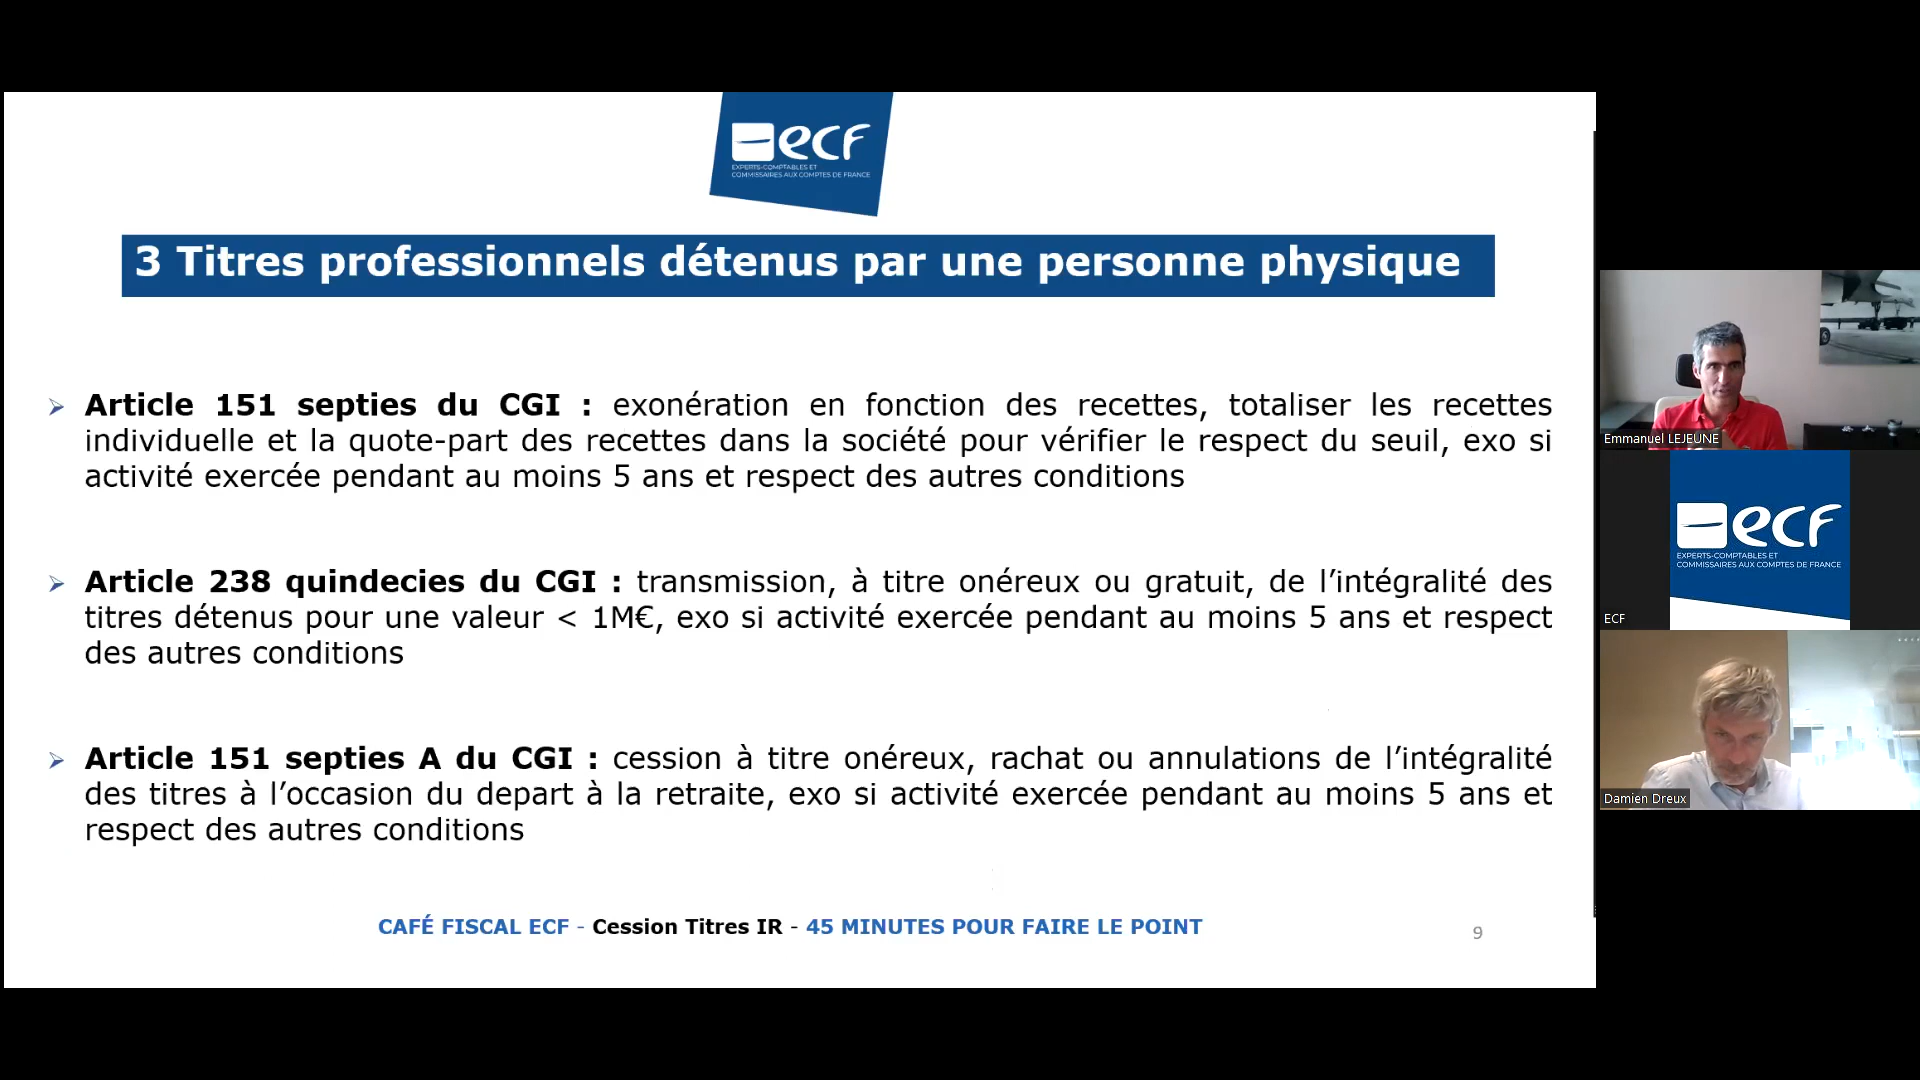 ecf
EXPERTS-COMPTABLES ET
COMMISSAIRES AUX COMPTES DE FRANCE
3 Titres professionnels détenus par une personne physique
Article 151 septies du CGI : exonération en fonction des recettes, totaliser les recettes
individuelle et la quote-part des recettes dans la société pour vérifier le respect du seuil, exo si
activité exercée pendant au moins 5 ans et respect des autres conditions
Article 238 quindecies du CGI : transmission, à titre onéreux ou gratuit, de l’intégralité des
titres détenus pour une valeur < 1M€, exo si activité exercée pendant au moins 5 ans et respect
des autres conditions
Article 151 septies A du CGI : cession à titre onéreux, rachat ou annulations de l’intégralité
des titres à l’occasion du depart à la retraite, exo si activité exercée pendant au moins 5 ans et
respect des autres conditions
CAFÉ FISCAL ECF - Cession Titres IR - 45 MINUTES POUR FAIRE LE POINT
9
Emmanuel LEJEUNE
ecf
EXPERTS-COMPTABLES ET
COMMISSAIRES AUX COMPTES DE FRANCE
ECF
Damien Dreux